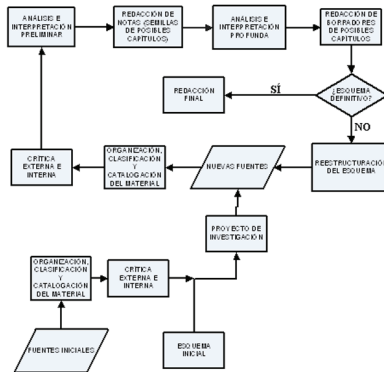 ANÁLISIS E
INTERPRETACIÓN
PRELIMINAR
REDACCIÓN DE
NOTAS (SEMILLAS DE
POSIBLES
CAPÍTULOS)
ANÁLISIS E
INTERPRETACIÓN
PROFUNDA
REDACCIÓN DE
BORRADORES DE
POSIBLES
CAPÍTULOS
¿ESQUEMA
DEFINITIVO?
SÍ
REDACCIÓN
FINAL
NO
REESTRUCTURACIÓN
DEL ESQUEMA
NUEVAS FUENTES
ORGANIZACIÓN,
CLASIFICACIÓN
Y
CATALOGACIÓN
DEL MATERIAL
CRÍTICA
EXTERNA E
INTERNA
PROYECTO DE
INVESTIGACIÓN
ORGANIZACIÓN,
CLASIFICACIÓN
Y
CATALOGACIÓN
DEL MATERIAL
CRÍTICA
EXTERNA E
INTERNA
FUENTES INICIALES
ESQUEMA
INICIAL